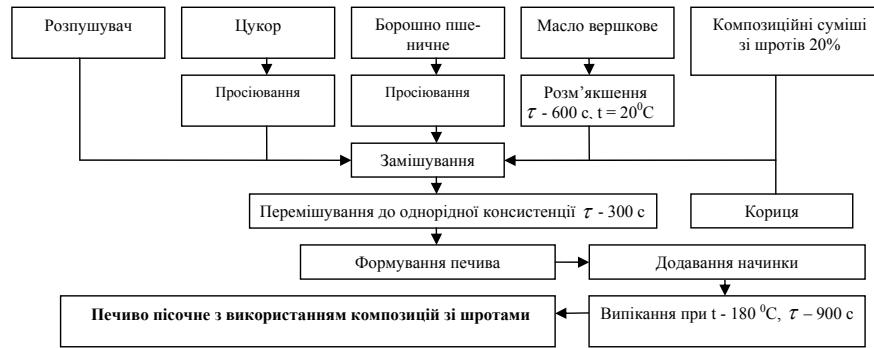 Розпушувач
Цукор
Борошно пше-
ничне
Масло вершкове
Композиційні суміші
зі шротів 20%
Просіювання
Просіювання
Розм’якшення
τ - 600 с, t = 20⁰С
Замішування
Перемішування до однорідної консистенції τ - 300 с
Кориця
Формування печива
Додавання начинки
Печиво пісочне з використанням композицій зі шротами
Випікання при t - 180 ⁰С, τ – 900 с